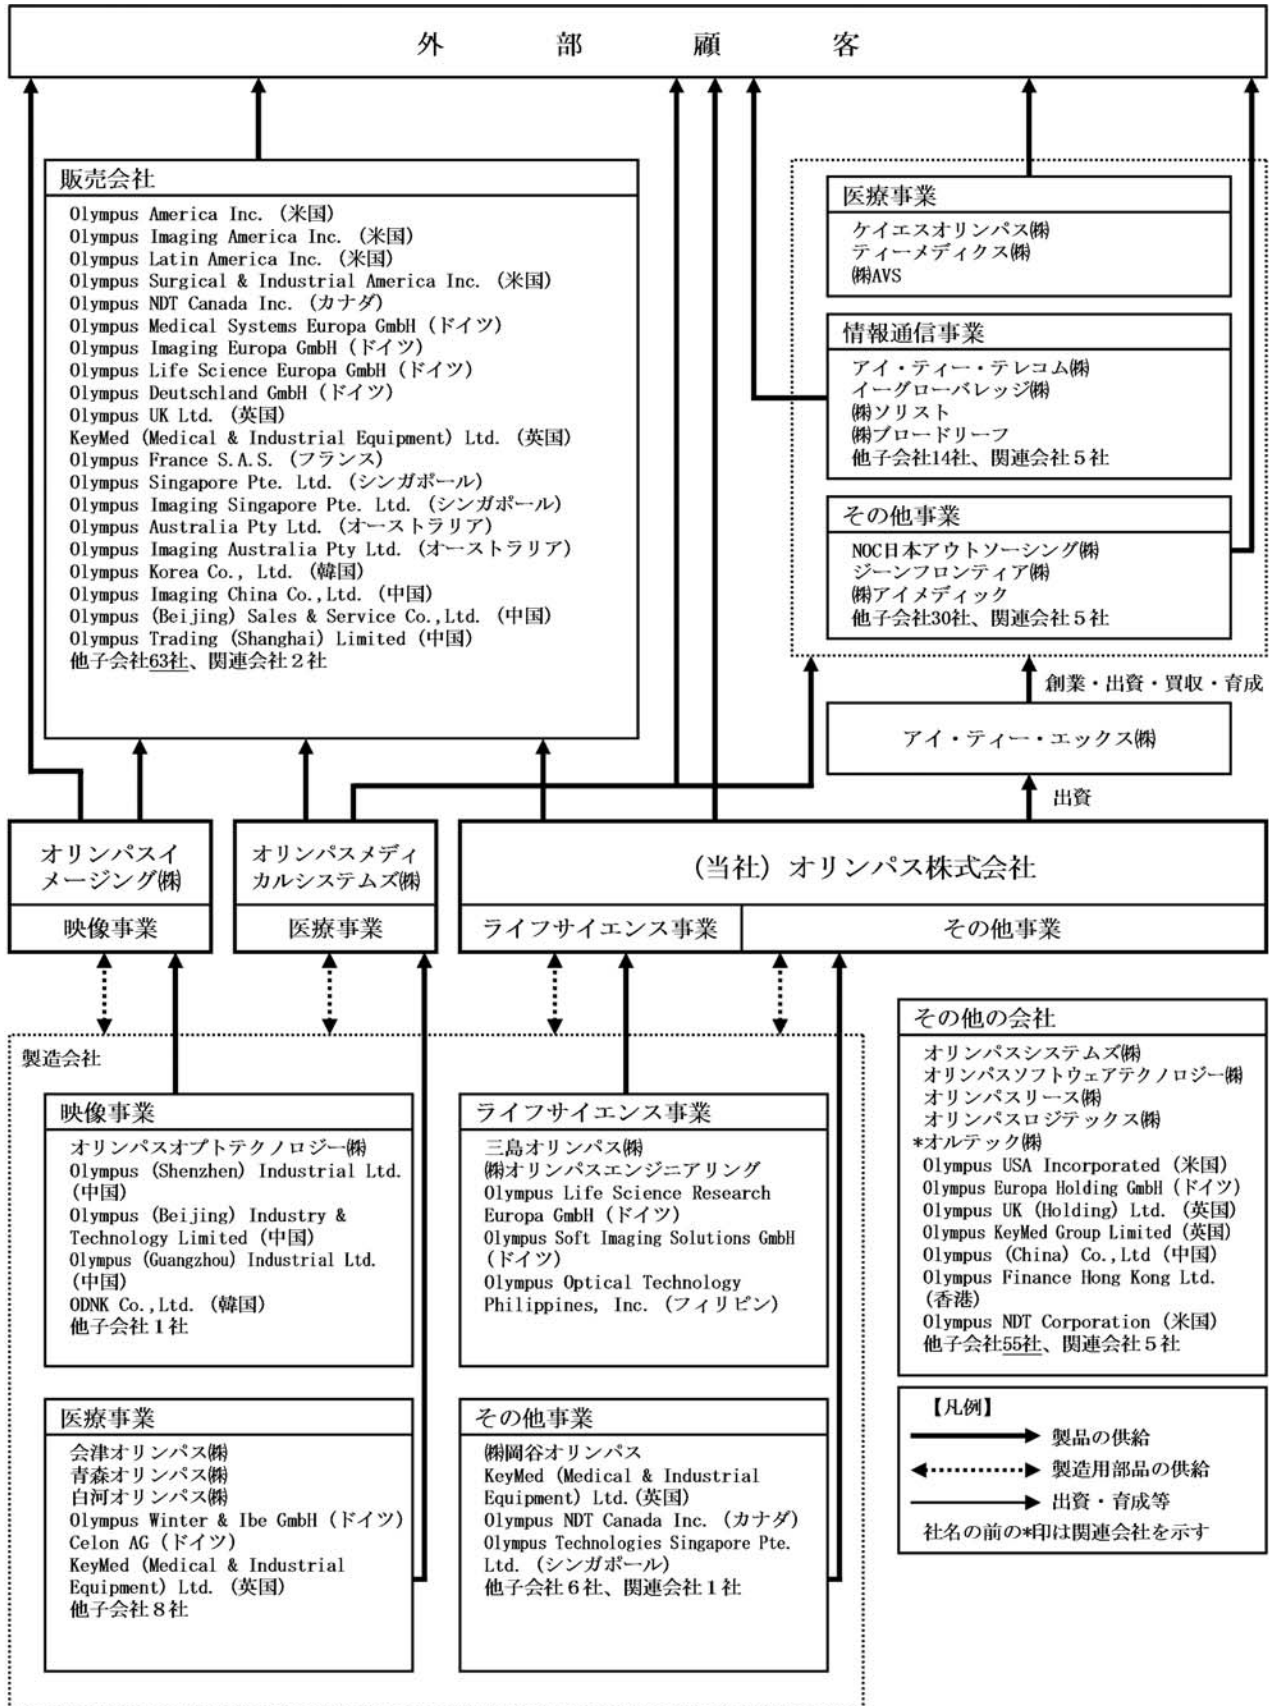 外部顧客
販売会社
Olympus America Inc.（米国）
Olympus Imaging America Inc.（米国）
Olympus Latin America Inc.（米国）
Olympus Surgical & Industrial America Inc.（米国）
Olympus NDT Canada Inc.（カナダ）
Olympus Medical Systems Europa GmbH（ドイツ）
Olympus Imaging Europa GmbH（ドイツ）
Olympus Life Science Europa GmbH（ドイツ）
Olympus Deutschland GmbH（ドイツ）
Olympus UK Ltd.（英国）
KeyMed (Medical & Industrial Equipment) Ltd.（英国）
Olympus France S.A.S.（フランス）
Olympus Singapore Pte. Ltd.（シンガポール）
Olympus Imaging Singapore Pte. Ltd.（シンガポール）
Olympus Australia Pty Ltd.（オーストラリア）
Olympus Imaging Australia Pty Ltd.（オーストラリア）
Olympus Korea Co., Ltd.（韓国）
Olympus Imaging China Co.,Ltd.（中国）
Olympus (Beijing) Sales & Service Co.,Ltd.（中国）
Olympus Trading (Shanghai) Limited（中国）
他子会社63社、関連会社２社
医療事業
ケイエスオリンパス㈱
ティーメディクス㈱
㈱AVS
情報通信事業
アイ・ティー・テレコム㈱
イーグローバレッジ㈱
㈱ソリスト
㈱ブロードリーフ
他子会社14社、関連会社５社
その他事業
NOC日本アウトソーシング㈱
ジーンフロンティア㈱
㈱アイメディック
他子会社30社、関連会社５社
創業・出資・買収・育成
アイ・ティー・エックス㈱
出資
オリンパスイ
メージング㈱
映像事業
オリンパスメディ
カルシステムズ㈱
医療事業
（当社）オリンパス株式会社
ライフサイエンス事業
その他事業
製造会社
映像事業
オリンパスオプトテクノロジー㈱
Olympus (Shenzhen) Industrial Ltd.
（中国）
Olympus (Beijing) Industry &
Technology Limited（中国）
Olympus (Guangzhou) Industrial Ltd.
（中国）
ODNK Co.,Ltd.（韓国）
他子会社１社
ライフサイエンス事業
三島オリンパス㈱
㈱オリンパスエンジニアリング
Olympus Life Science Research
Europa GmbH（ドイツ）
Olympus Soft Imaging Solutions GmbH
（ドイツ）
Olympus Optical Technology
Philippines, Inc.（フィリピン）
医療事業
会津オリンパス㈱
青森オリンパス㈱
白河オリンパス㈱
Olympus Winter & Ibe GmbH（ドイツ）
Celon AG（ドイツ）
KeyMed (Medical & Industrial
Equipment) Ltd.（英国）
他子会社８社
その他事業
㈱岡谷オリンパス
KeyMed (Medical & Industrial
Equipment) Ltd.(英国)
Olympus NDT Canada Inc.（カナダ）
Olympus Technologies Singapore Pte.
Ltd.（シンガポール）
他子会社６社、関連会社１社
その他の会社
オリンパスシステムズ㈱
オリンパスソフトウェアテクノロジー㈱
オリンパスリース㈱
オリンパスロジテックス㈱
*オルテック㈱
Olympus USA Incorporated（米国）
Olympus Europa Holding GmbH（ドイツ）
Olympus UK (Holding) Ltd.（英国）
Olympus KeyMed Group Limited（英国）
Olympus (China) Co.,Ltd（中国）
Olympus Finance Hong Kong Ltd.
（香港）
Olympus NDT Corporation（米国）
他子会社55社、関連会社５社
【凡例】
製品の供給
製造用部品の供給
出資・育成等
社名の前の*印は関連会社を示す